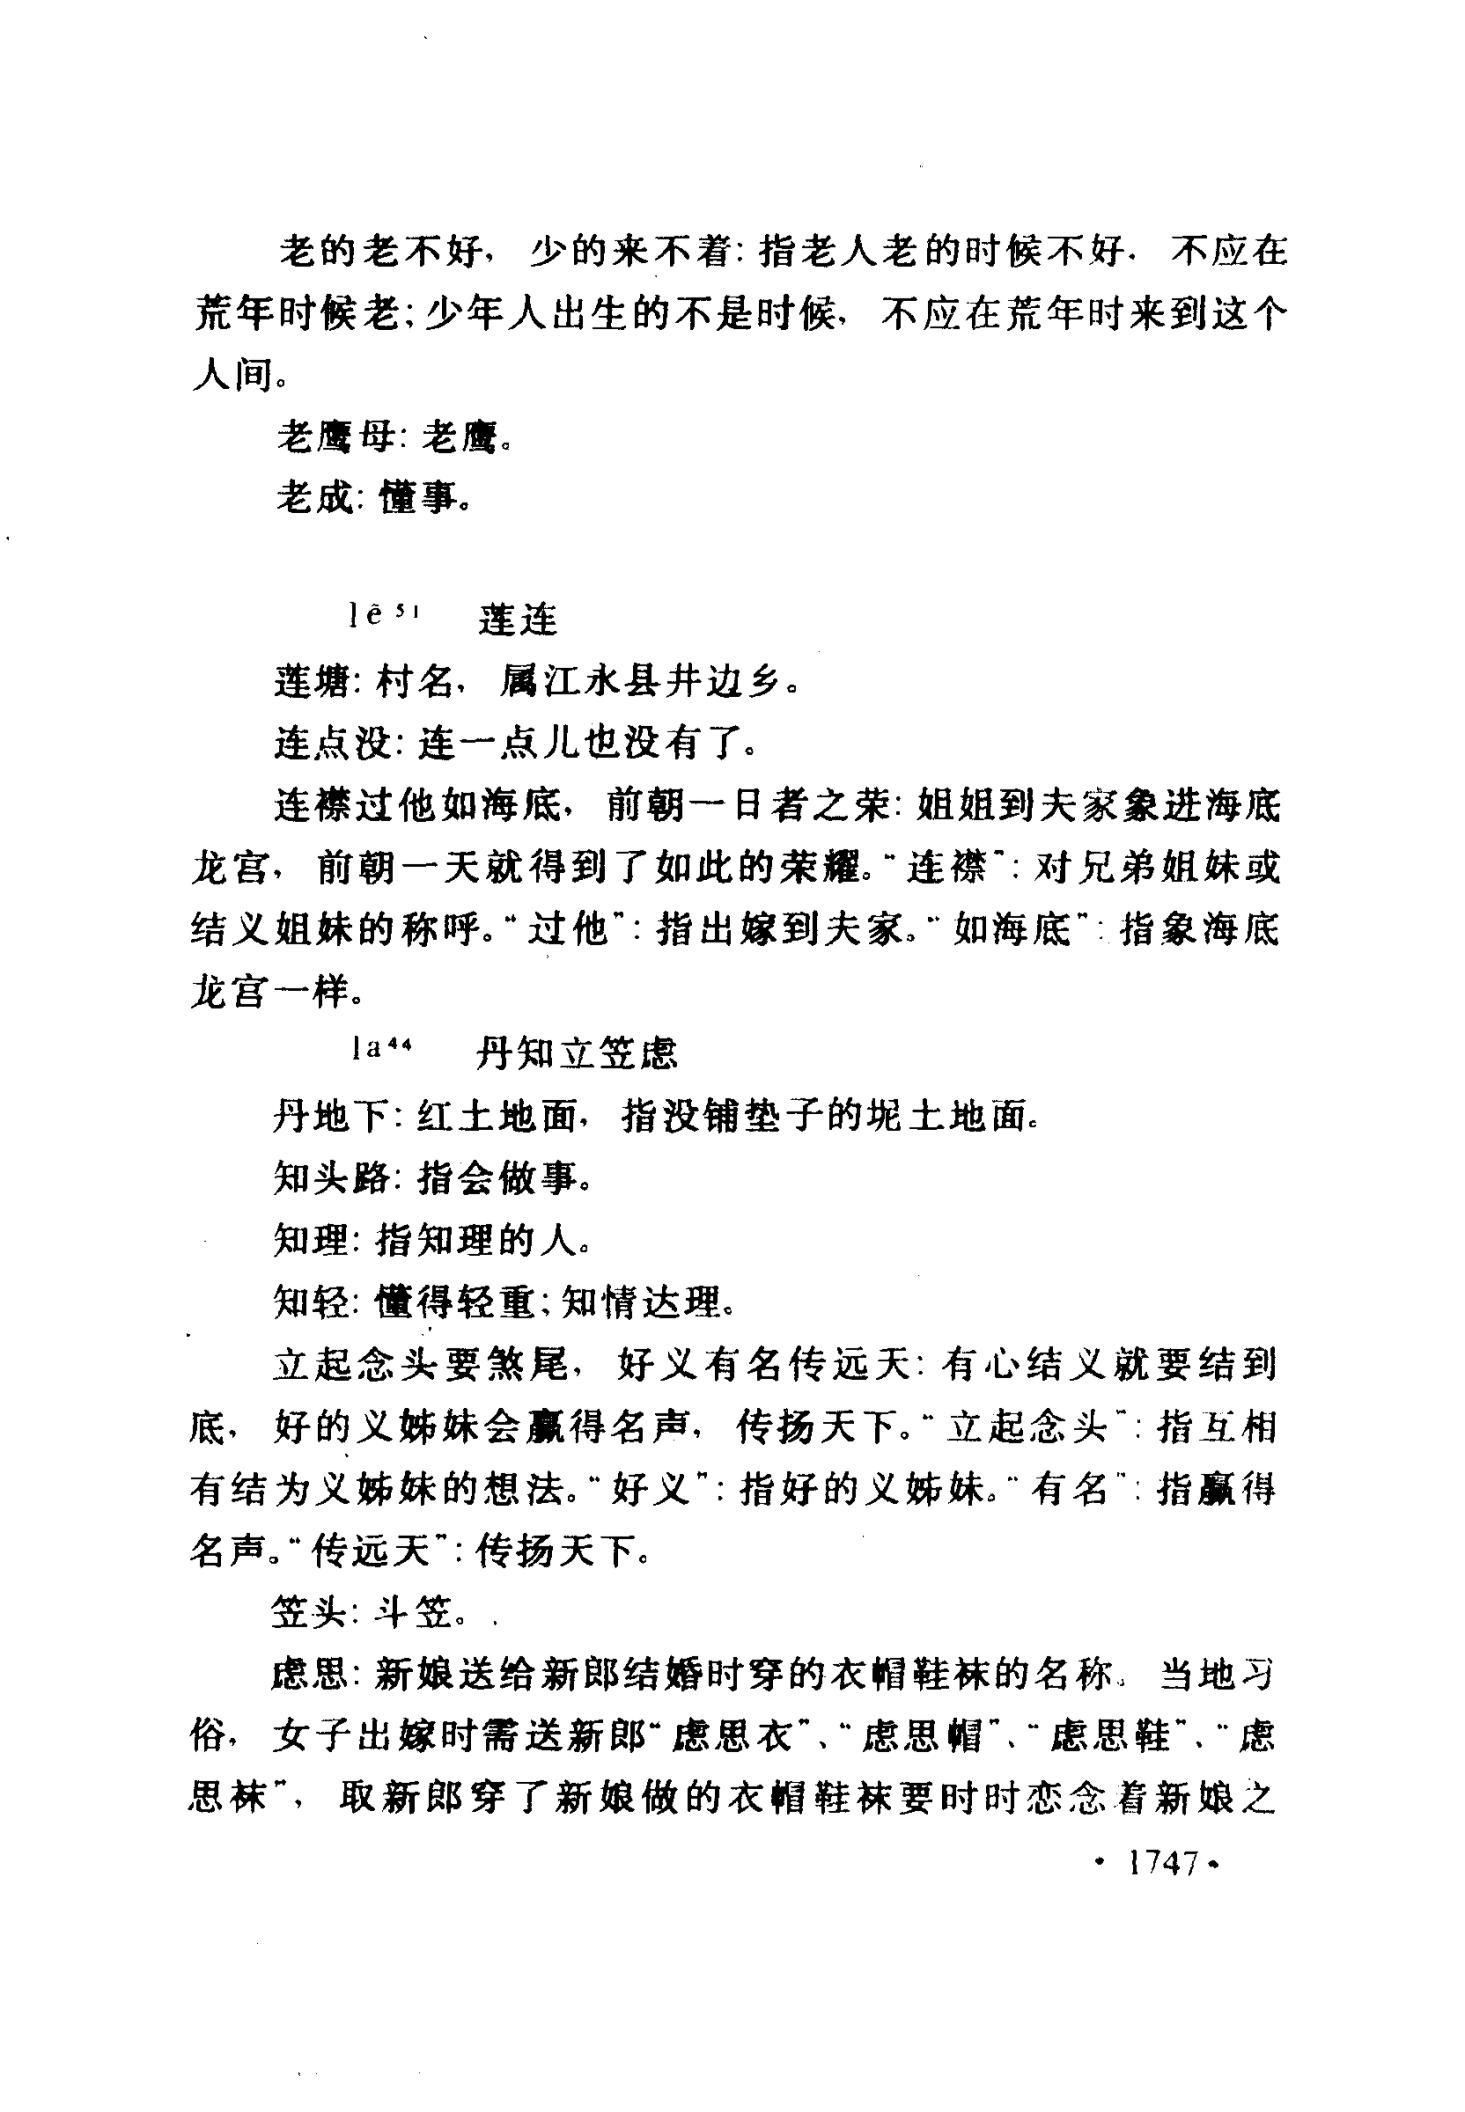 老的老不好，少的来不着：指老人老的时候不好，不应在
荒年时候老；少年人出生的不是时候，不应在荒年时来到这个
人间。
老鹰母：老鹰。
老成：懂事。
lẽ⁵¹ 莲连
莲塘：村名，属江永县井边乡。
连点没：连一点儿也没有了。
连襟过他如海底，前朝一日者之荣：姐姐到夫家象进海底
龙宫，前朝一天就得到了如此的荣耀。“连襟”：对兄弟姐妹或
结义姐妹的称呼。“过他”：指出嫁到夫家。“如海底”：指象海底
龙宫一样。
la⁴⁴ 丹知立笠虑
丹地下：红土地面，指没铺垫子的坭土地面。
知头路：指会做事。
知理：指知理的人。
知轻：懂得轻重；知情达理。
立起念头要煞尾，好义有名传远天：有心结义就要结到
底，好的义姊妹会赢得名声，传扬天下。“立起念头”：指互相
有结为义姊妹的想法。“好义”：指好的义姊妹。“有名”：指赢得
名声。“传远天”：传扬天下。
笠头：斗笠。
虑思：新娘送给新郎结婚时穿的衣帽鞋袜的名称。当地习
俗，女子出嫁时需送新郎“虑思衣”、“虑思帽”、“虑思鞋”、“虑
思袜”，取新郎穿了新娘做的衣帽鞋袜要时时恋念着新娘之
·1747·